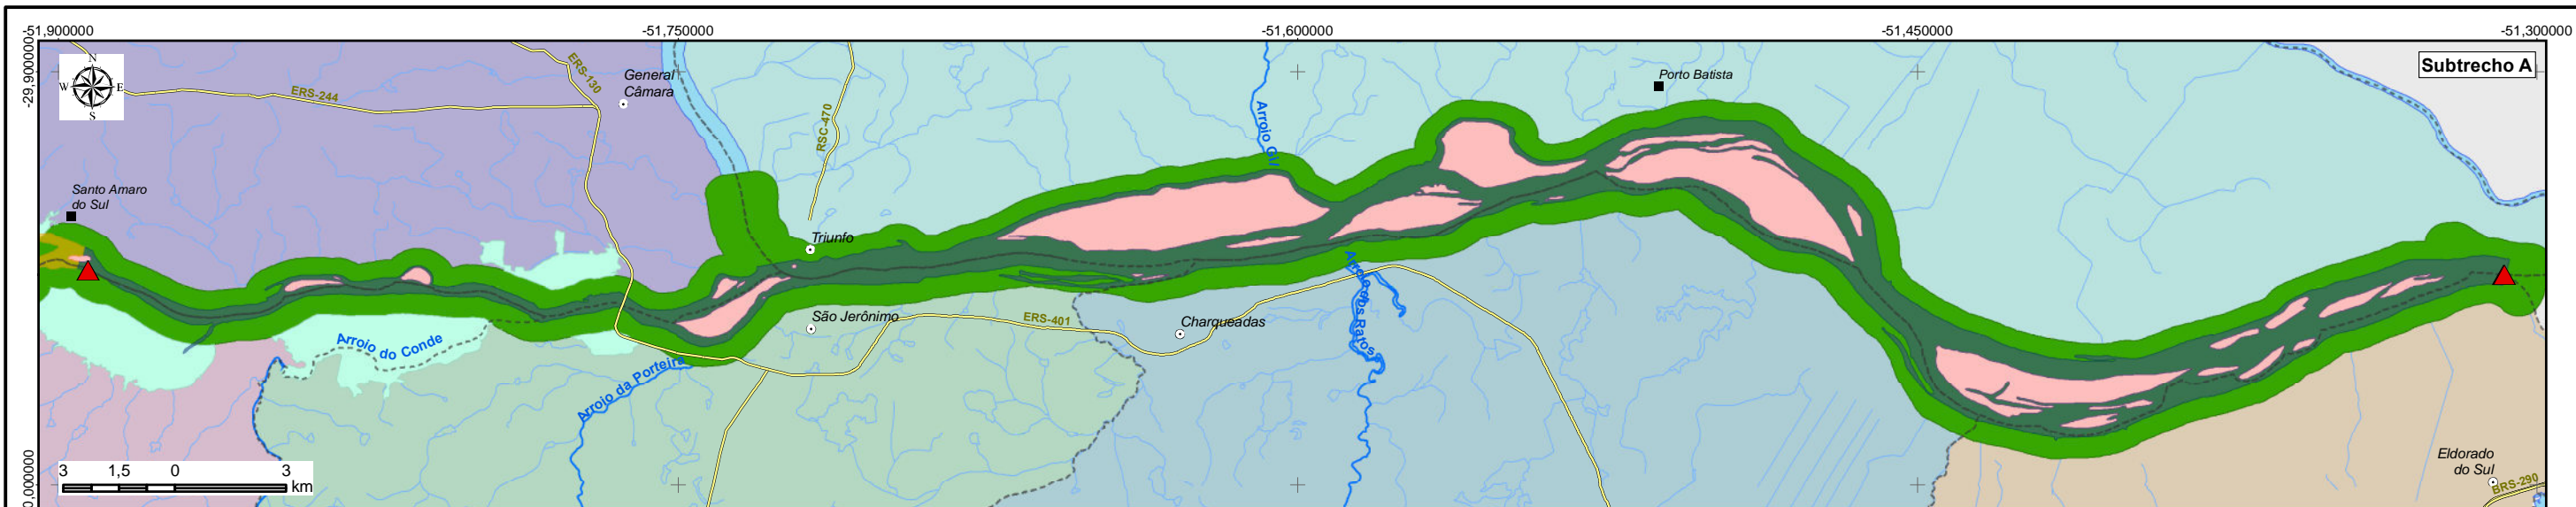 -51,900000
-51,750000
-51,600000
-51,450000
-51,300000
-29,900000
Subtrecho A
N
W
E
S
ERS-244
ERS-130
General
Câmara
RSC-470
Arroio Gil
Porto Batista
Santo Amaro
do Sul
Triunfo
São Jerônimo
ERS-401
Charqueadas
Arroio dos Ratos
Arroio do Conde
Arroio da Porteira
Eldorado
do Sul
BRS-290
3
1,5
0
3
km
0,000000